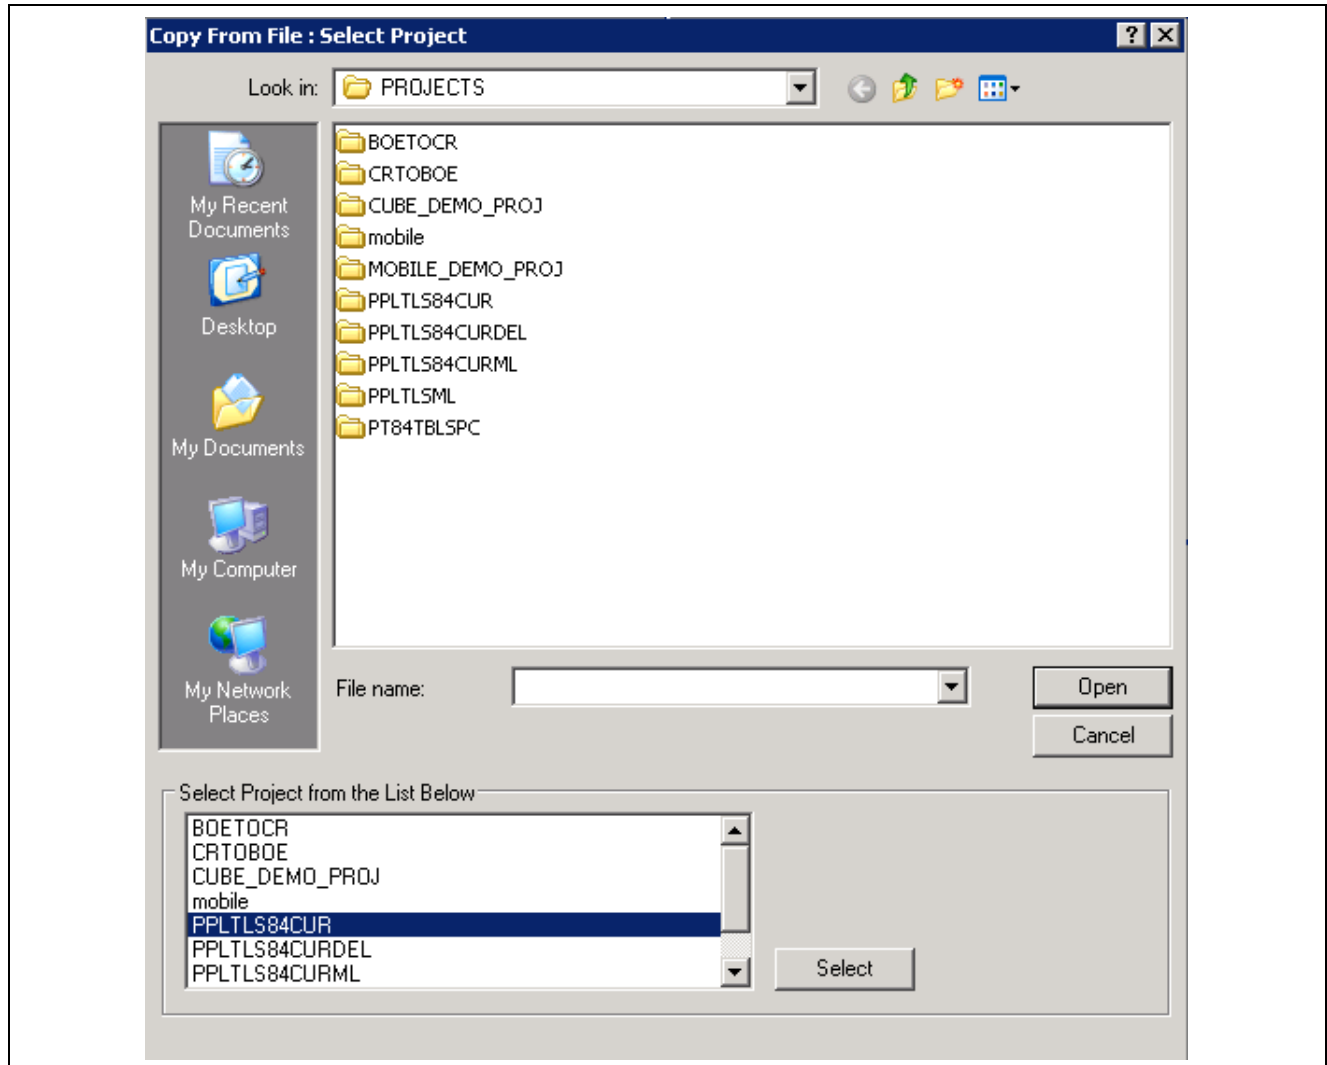 Copy From File : Select Project
Look in:
PROJECTS
My Recent
Documents
Desktop
My Documents
My Computer
My Network
Places
BOETOCR
CRTOBOE
CUBE_DEMO_PROJ
mobile
MOBILE_DEMO_PROJ
PPLTLS84CUR
PPLTLS84CURDEL
PPLTLS84CURML
PPLTLSML
PT84TBLSPC
File name:
Open
Cancel
Select Project from the List Below
BOETOCR
CRTOBOE
CUBE_DEMO_PROJ
mobile
PPLTLS84CUR
PPLTLS84CURDEL
PPLTLS84CURML
Select